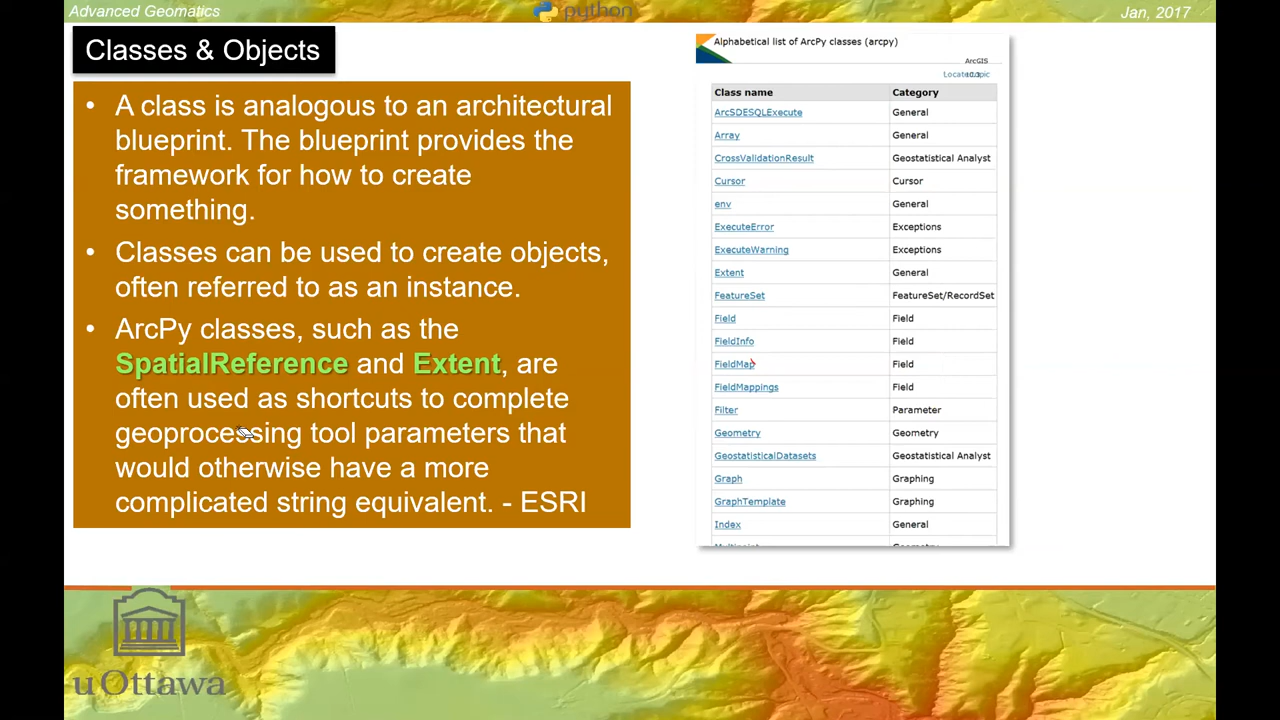 Advanced Geomatics
python
Jan, 2017
Classes & Objects
• A class is analogous to an architectural
blueprint. The blueprint provides the
framework for how to create
something.
• Classes can be used to create objects,
often referred to as an instance.
• ArcPy classes, such as the
SpatialReference and Extent, are
often used as shortcuts to complete
geoprocessing tool parameters that
would otherwise have a more
complicated string equivalent. - ESRI
Alphabetical list of ArcPy classes (arcpy)
ArcGIS
Class name Category
ArcSDESQLExecute General
Array General
CrossValidationResult Geostatistical Analyst
Cursor Cursor
env General
ExecuteError Exceptions
ExecuteWarning Exceptions
Extent General
FeatureSet FeatureSet/RecordSet
Field Field
FieldInfo Field
FieldMap Field
FieldMappings Field
Filter Parameter
Geometry Geometry
GeostatisticalDatasets Geostatistical Analyst
Graph Graphing
GraphTemplate Graphing
Index General
uOttawa